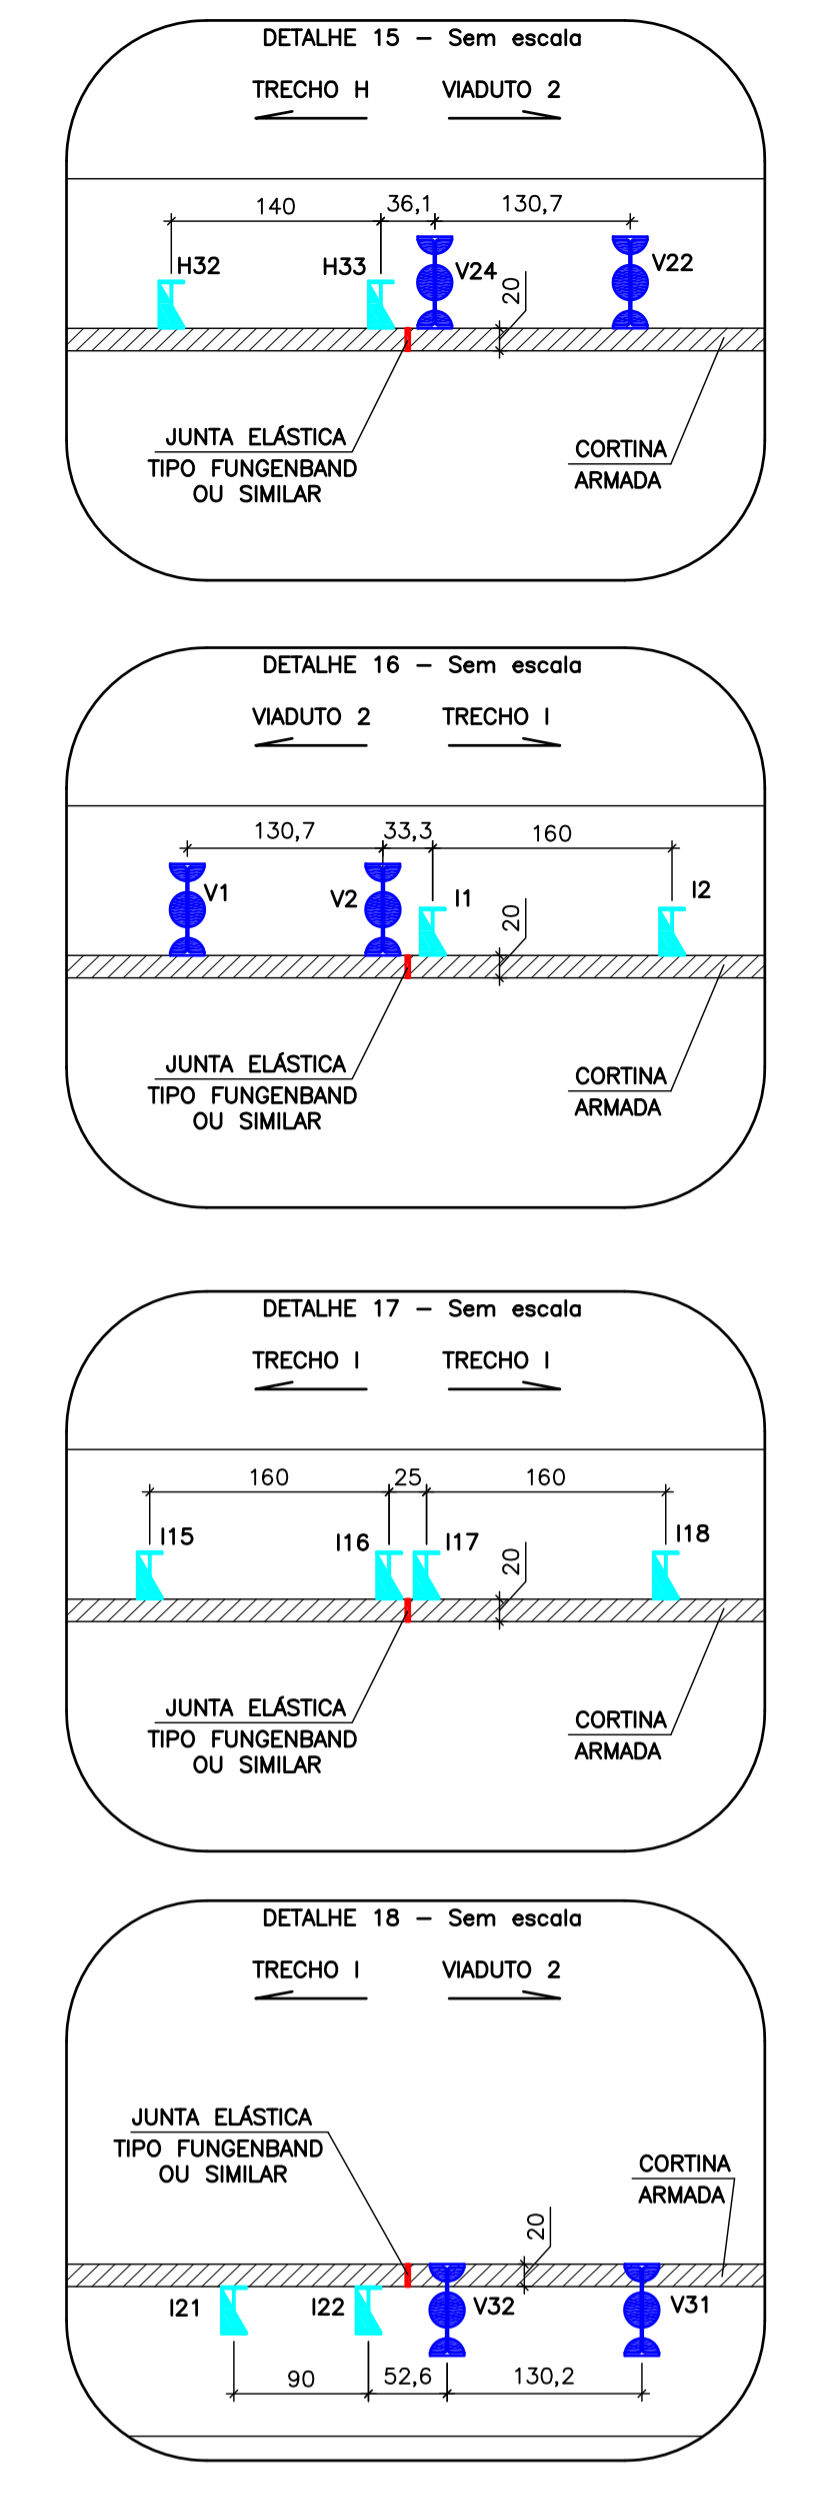 DETALHE 15 - Sem escala
TRECHO H VIADUTO 2
140 36,1 130,7
H32 H33 V24 V22
20
JUNTA ELÁSTICA
TIPO FUNGENBAND
OU SIMILAR
CORTINA
ARMADA
DETALHE 16 - Sem escala
VIADUTO 2 TRECHO I
130,7 33,3 160
V1 V2 I1 I2
20
JUNTA ELÁSTICA
TIPO FUNGENBAND
OU SIMILAR
CORTINA
ARMADA
DETALHE 17 - Sem escala
TRECHO I TRECHO I
160 25 160
I15 I16 I17 I18
20
JUNTA ELÁSTICA
TIPO FUNGENBAND
OU SIMILAR
CORTINA
ARMADA
DETALHE 18 - Sem escala
TRECHO I VIADUTO 2
JUNTA ELÁSTICA
TIPO FUNGENBAND
OU SIMILAR
CORTINA
ARMADA
20
I21 I22 V32 V31
90 52,6 130,2